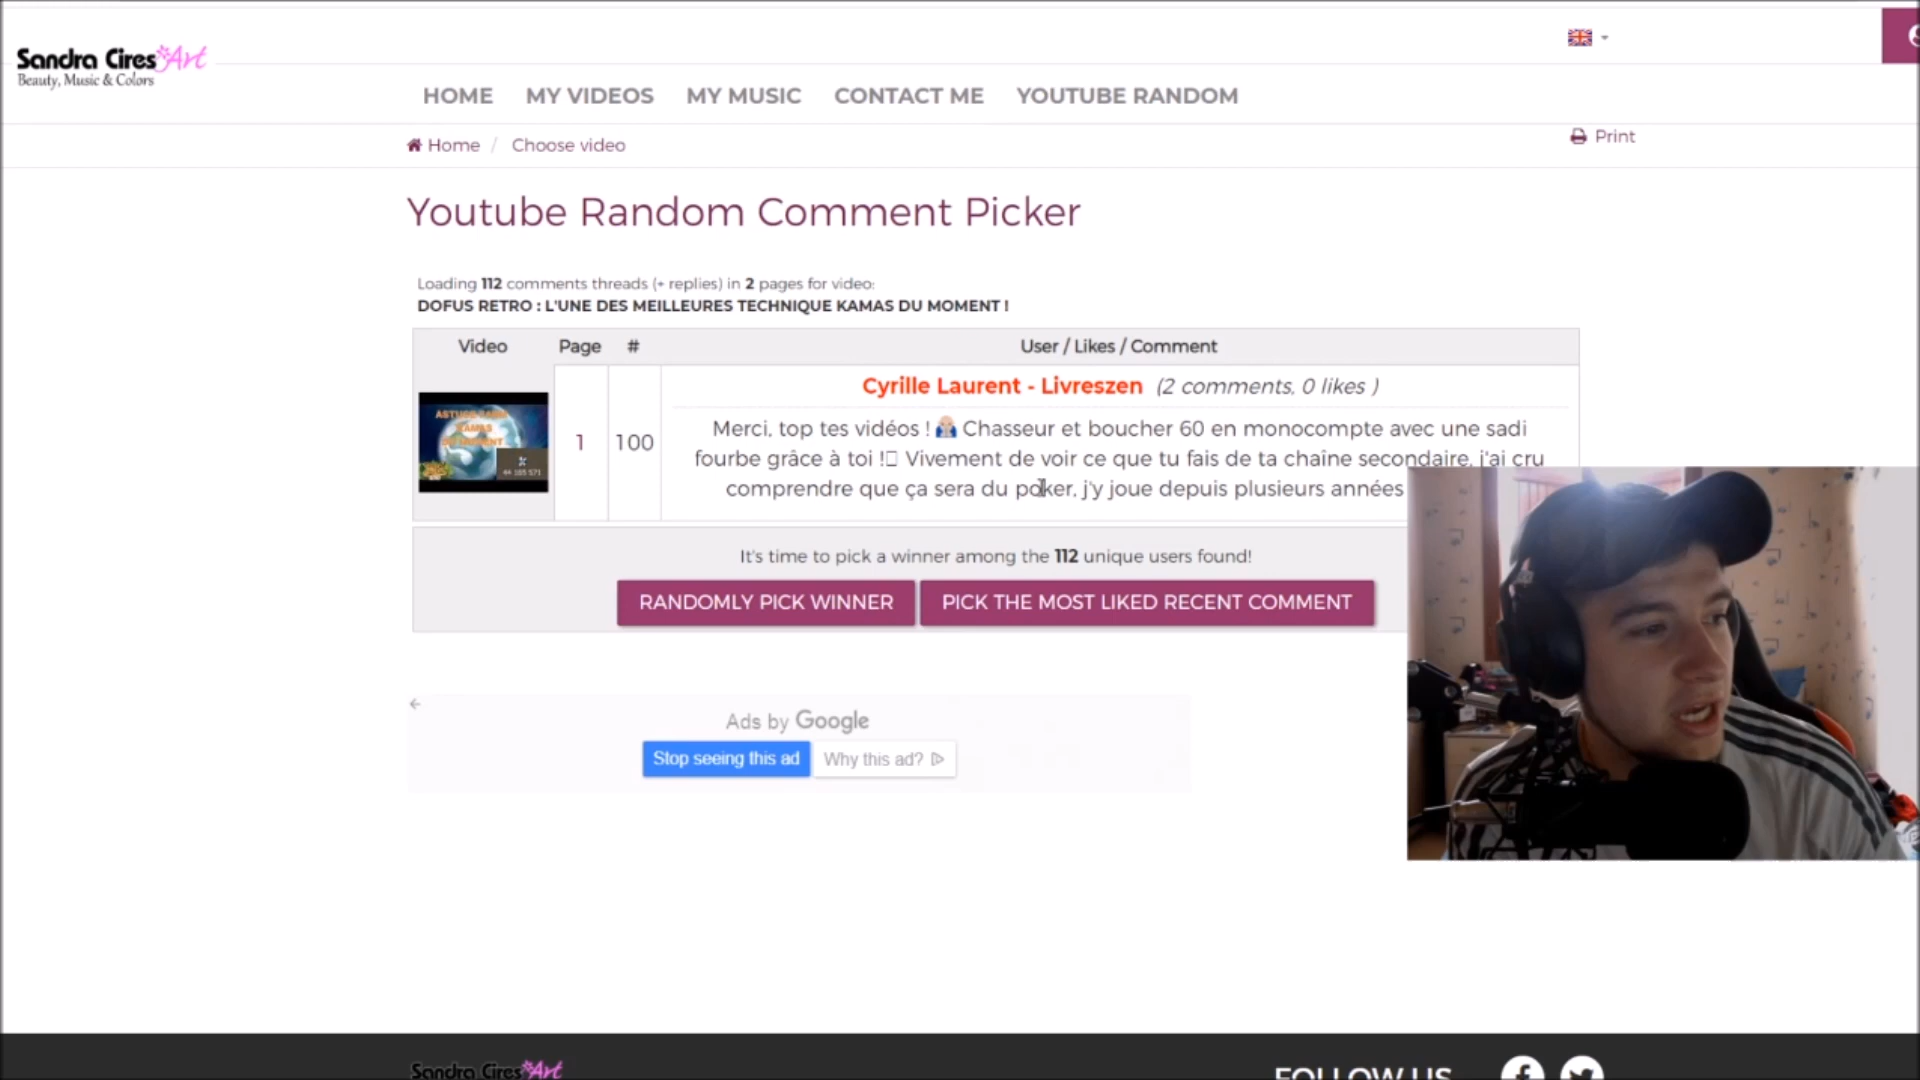 Sandra Cires Art
Beauty, Music & Colors
HOME MY VIDEOS MY MUSIC CONTACT ME YOUTUBE RANDOM
Home / Choose video
Print
Youtube Random Comment Picker
Loading 112 comments threads (+ replies) in 2 pages for video:
DOFUS RETRO : L'UNE DES MEILLEURES TECHNIQUE KAMAS DU MOMENT !
Video Page # User / Likes / Comment
Cyrille Laurent - Livreszen (2 comments, 0 likes )
1 100
Merci, top tes vidéos ! Chasseur et boucher 60 en monocompte avec une sadi
fourbe grâce à toi ! Vivement de voir ce que tu fais de ta chaîne secondaire, j'ai cru
comprendre que ça sera du poker, j'y joue depuis plusieurs années
It's time to pick a winner among the 112 unique users found!
RANDOMLY PICK WINNER PICK THE MOST LIKED RECENT COMMENT
Ads by Google
Stop seeing this ad Why this ad?
Sandra Cires Art
FOLLOW US